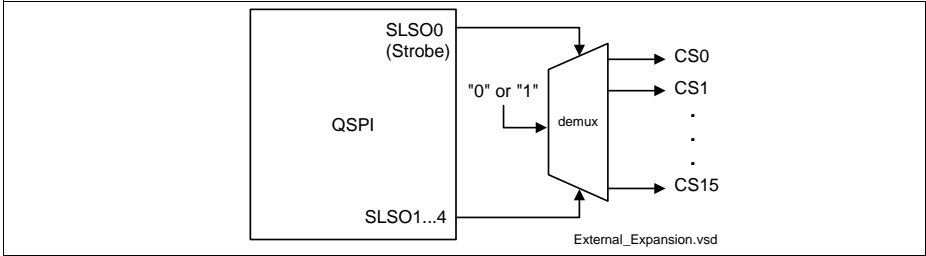 SLSO0
(Strobe)
CS0
CS1
"0" or "1"
QSPI
demux
.
.
.
CS15
SLSO1...4
External_Expansion.vsd